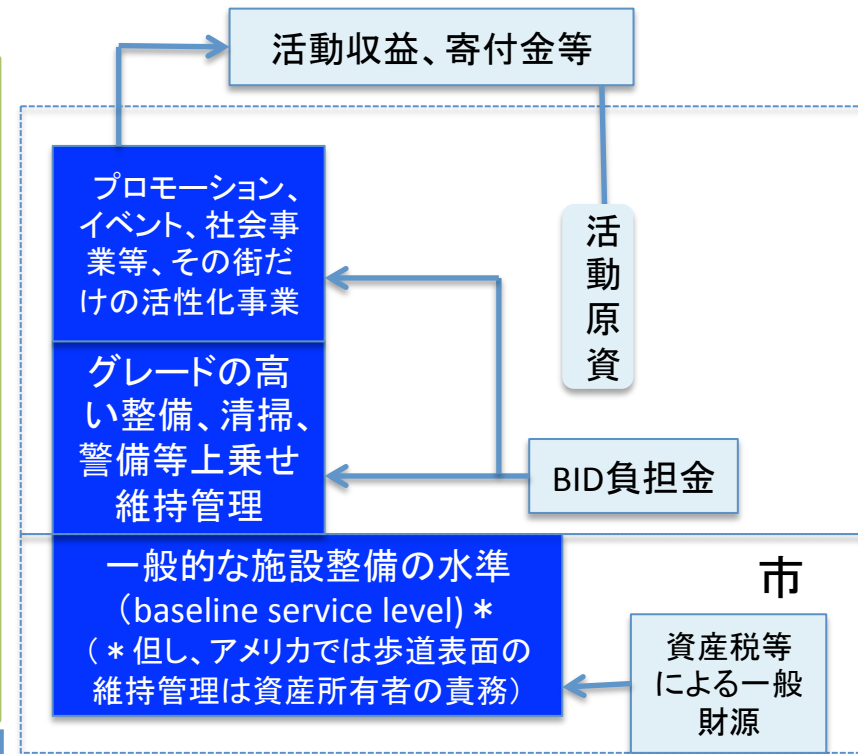 活動収益、寄付金等
プロモーション、
イベント、社会事
業等、その街だ
けの活性化事業
活
動
原
資
グレードの高
い整備、清掃、
警備等上乗せ
維持管理
BID負担金
一般的な施設整備の水準
（baseline service level)＊
（＊但し、アメリカでは歩道表面の
維持管理は資産所有者の責務）
市
資産税等
による一般
財源